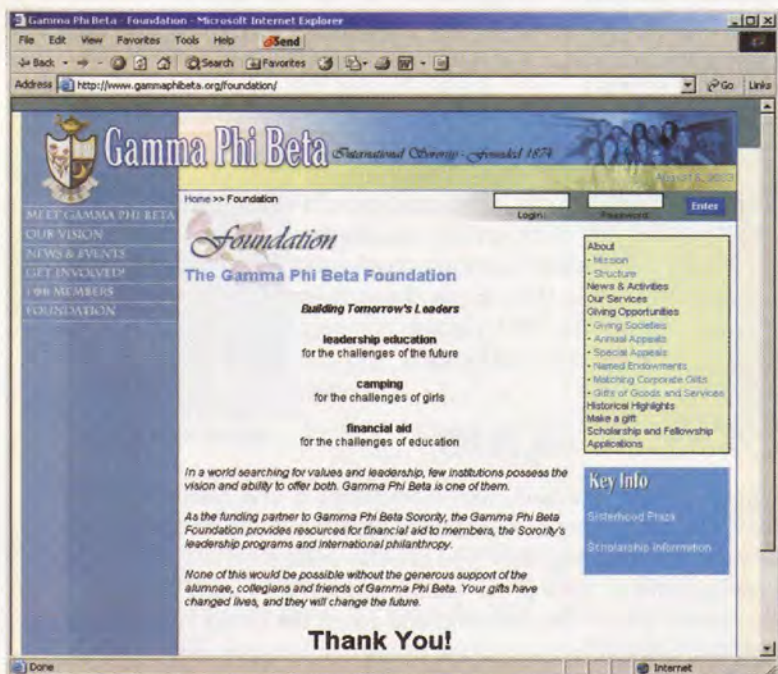 Gamma Phi Beta - Foundation - Microsoft Internet Explorer
File Edit View Favorites Tools Help Send
Back Search Favorites
Address http://www.gammaphibeta.org/foundation/ Go Links
Gamma Phi Beta International Sorority - founded 1874
August 5, 2003
Home >> Foundation
Login: Password: Enter
MEET GAMMA PHI BETA
OUR VISION
NEWS & EVENTS
GET INVOLVED!
FOR MEMBERS
FOUNDATION
Foundation
The Gamma Phi Beta Foundation
Building Tomorrow's Leaders
leadership education
for the challenges of the future
camping
for the challenges of girls
financial aid
for the challenges of education
In a world searching for values and leadership, few institutions possess the
vision and ability to offer both. Gamma Phi Beta is one of them.
As the funding partner to Gamma Phi Beta Sorority, the Gamma Phi Beta
Foundation provides resources for financial aid to members, the Sorority's
leadership programs and international philanthropy.
None of this would be possible without the generous support of the
alumnae, collegians and friends of Gamma Phi Beta. Your gifts have
changed lives, and they will change the future.
Thank You!
About
• Mission
• Structure
News & Activities
Our Services
Giving Opportunities
• Giving Societies
• Annual Appeals
• Special Appeals
• Named Endowments
• Matching Corporate Gifts
• Gifts of Goods and Services
Historical Highlights
Make a gift
Scholarship and Fellowship
Applications
Key Info
Sisterhood Plaza
Scholarship Information
Done Internet